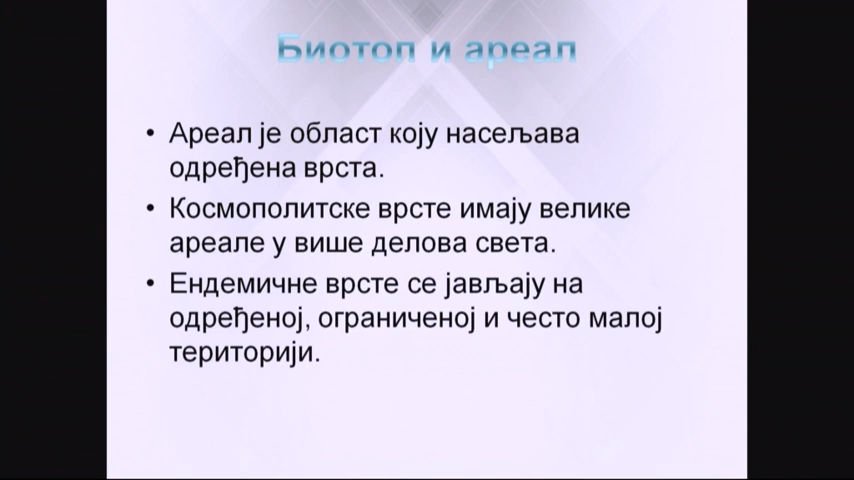 Биотоп и ареал
• Ареал је област коју насељава
одређена врста.
• Космополитске врсте имају велике
ареале у више делова света.
• Ендемичне врсте се јављају на
одређеној, ограниченој и често малој
територији.